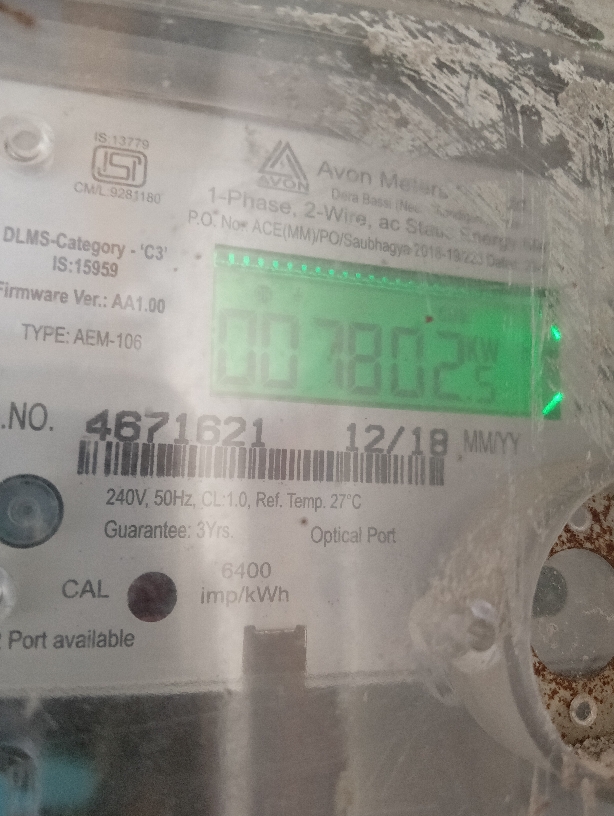 IS:13779
ISI
CM/L:9281180
AVON
Avon Meters
Dera Bassi
1-Phase, 2-Wire, ac Energy
P.O. No: ACE(MM)/PO/Saubhagya 2018-19/223
DLMS-Category - 'C3'
IS:15959
Firmware Ver.: AA1.00
TYPE: AEM-106
007802.5
KW
.NO. 4671621 12/18 MM/YY
240V, 50Hz, CL:1.0, Ref. Temp. 27°C
Guarantee: 3Yrs.
Optical Port
CAL
6400
imp/kWh
Port available